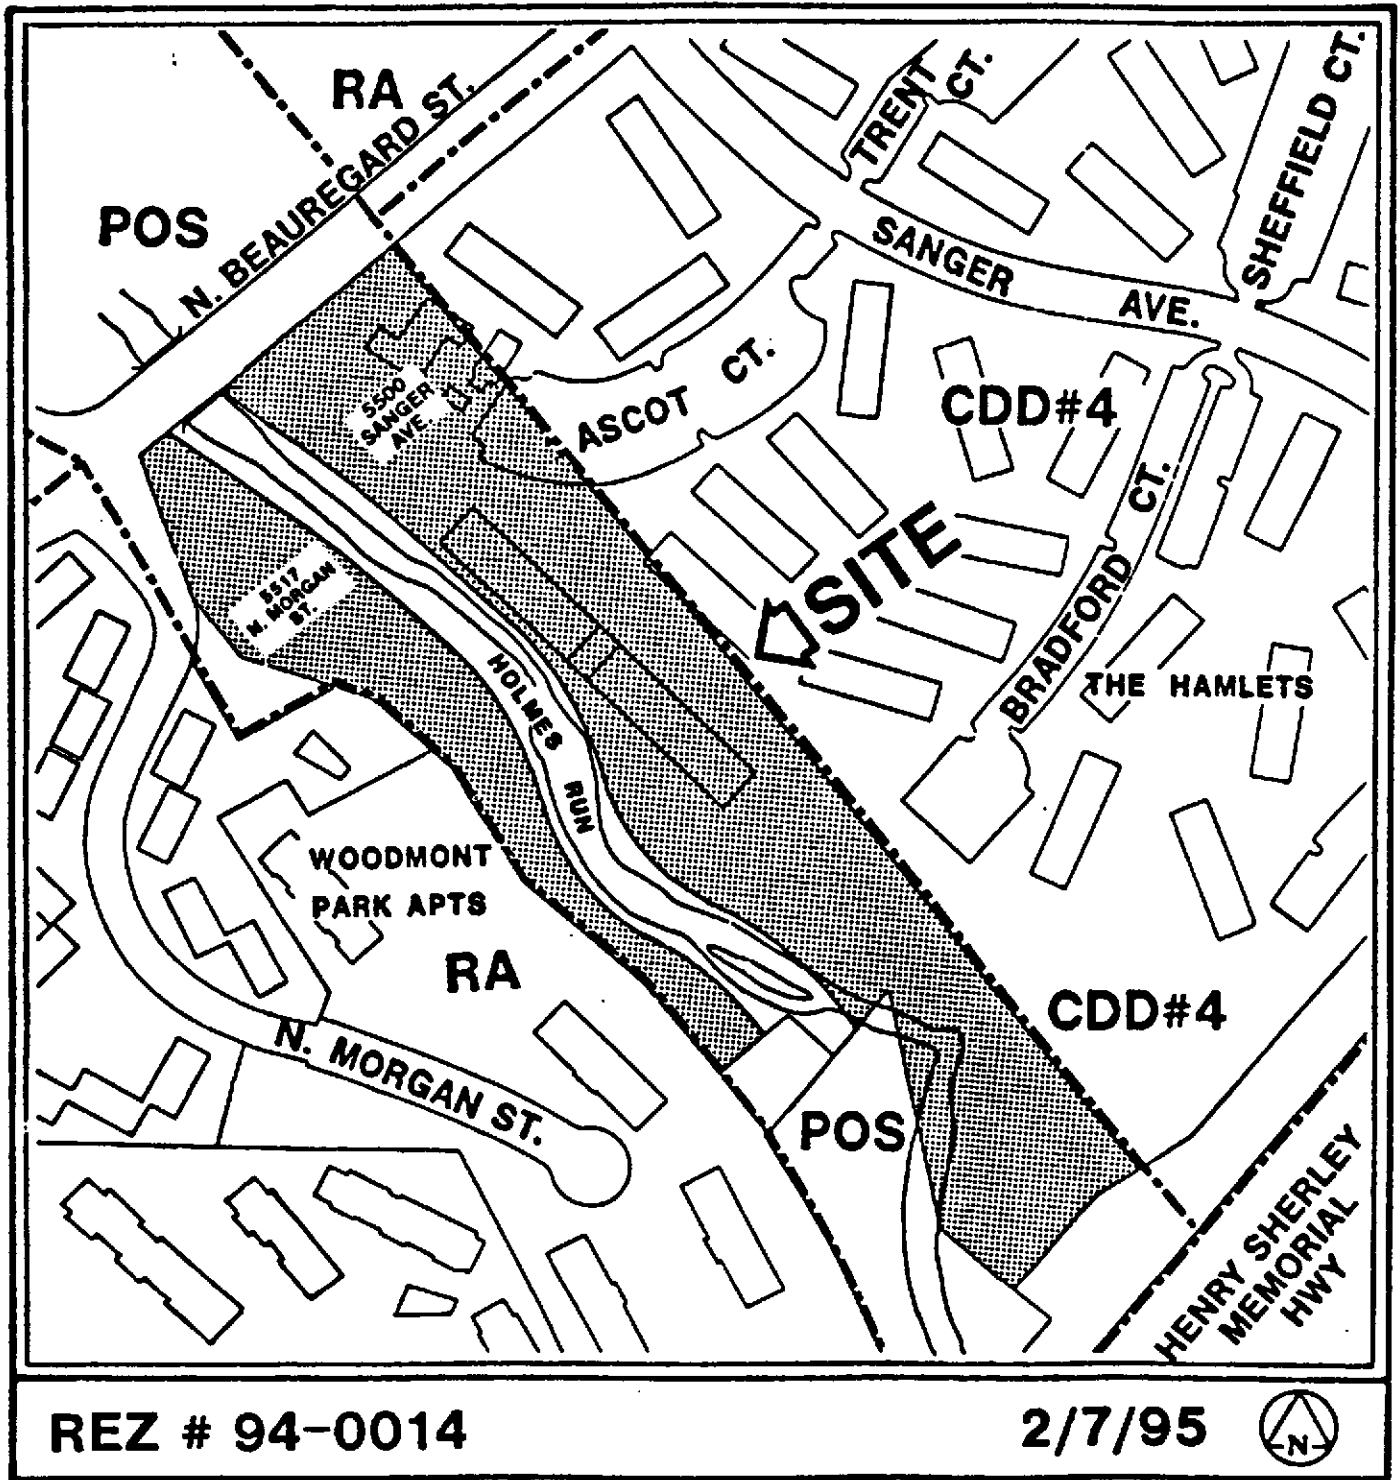 RA
N. BEAUREGARD ST.
POS
TRENT CT.
SHEFFIELD CT.
SANGER AVE.
5500
SANGER
AVE
ASCOT CT.
CDD#4
SITE
BRADFORD CT.
5517
N. MORGAN
ST.
THE HAMLETS
HOLMES RUN
WOODMONT
PARK APTS
RA
CDD#4
N. MORGAN ST.
POS
HENRY SHERLEY
MEMORIAL
HWY
REZ # 94-0014
2/7/95
N